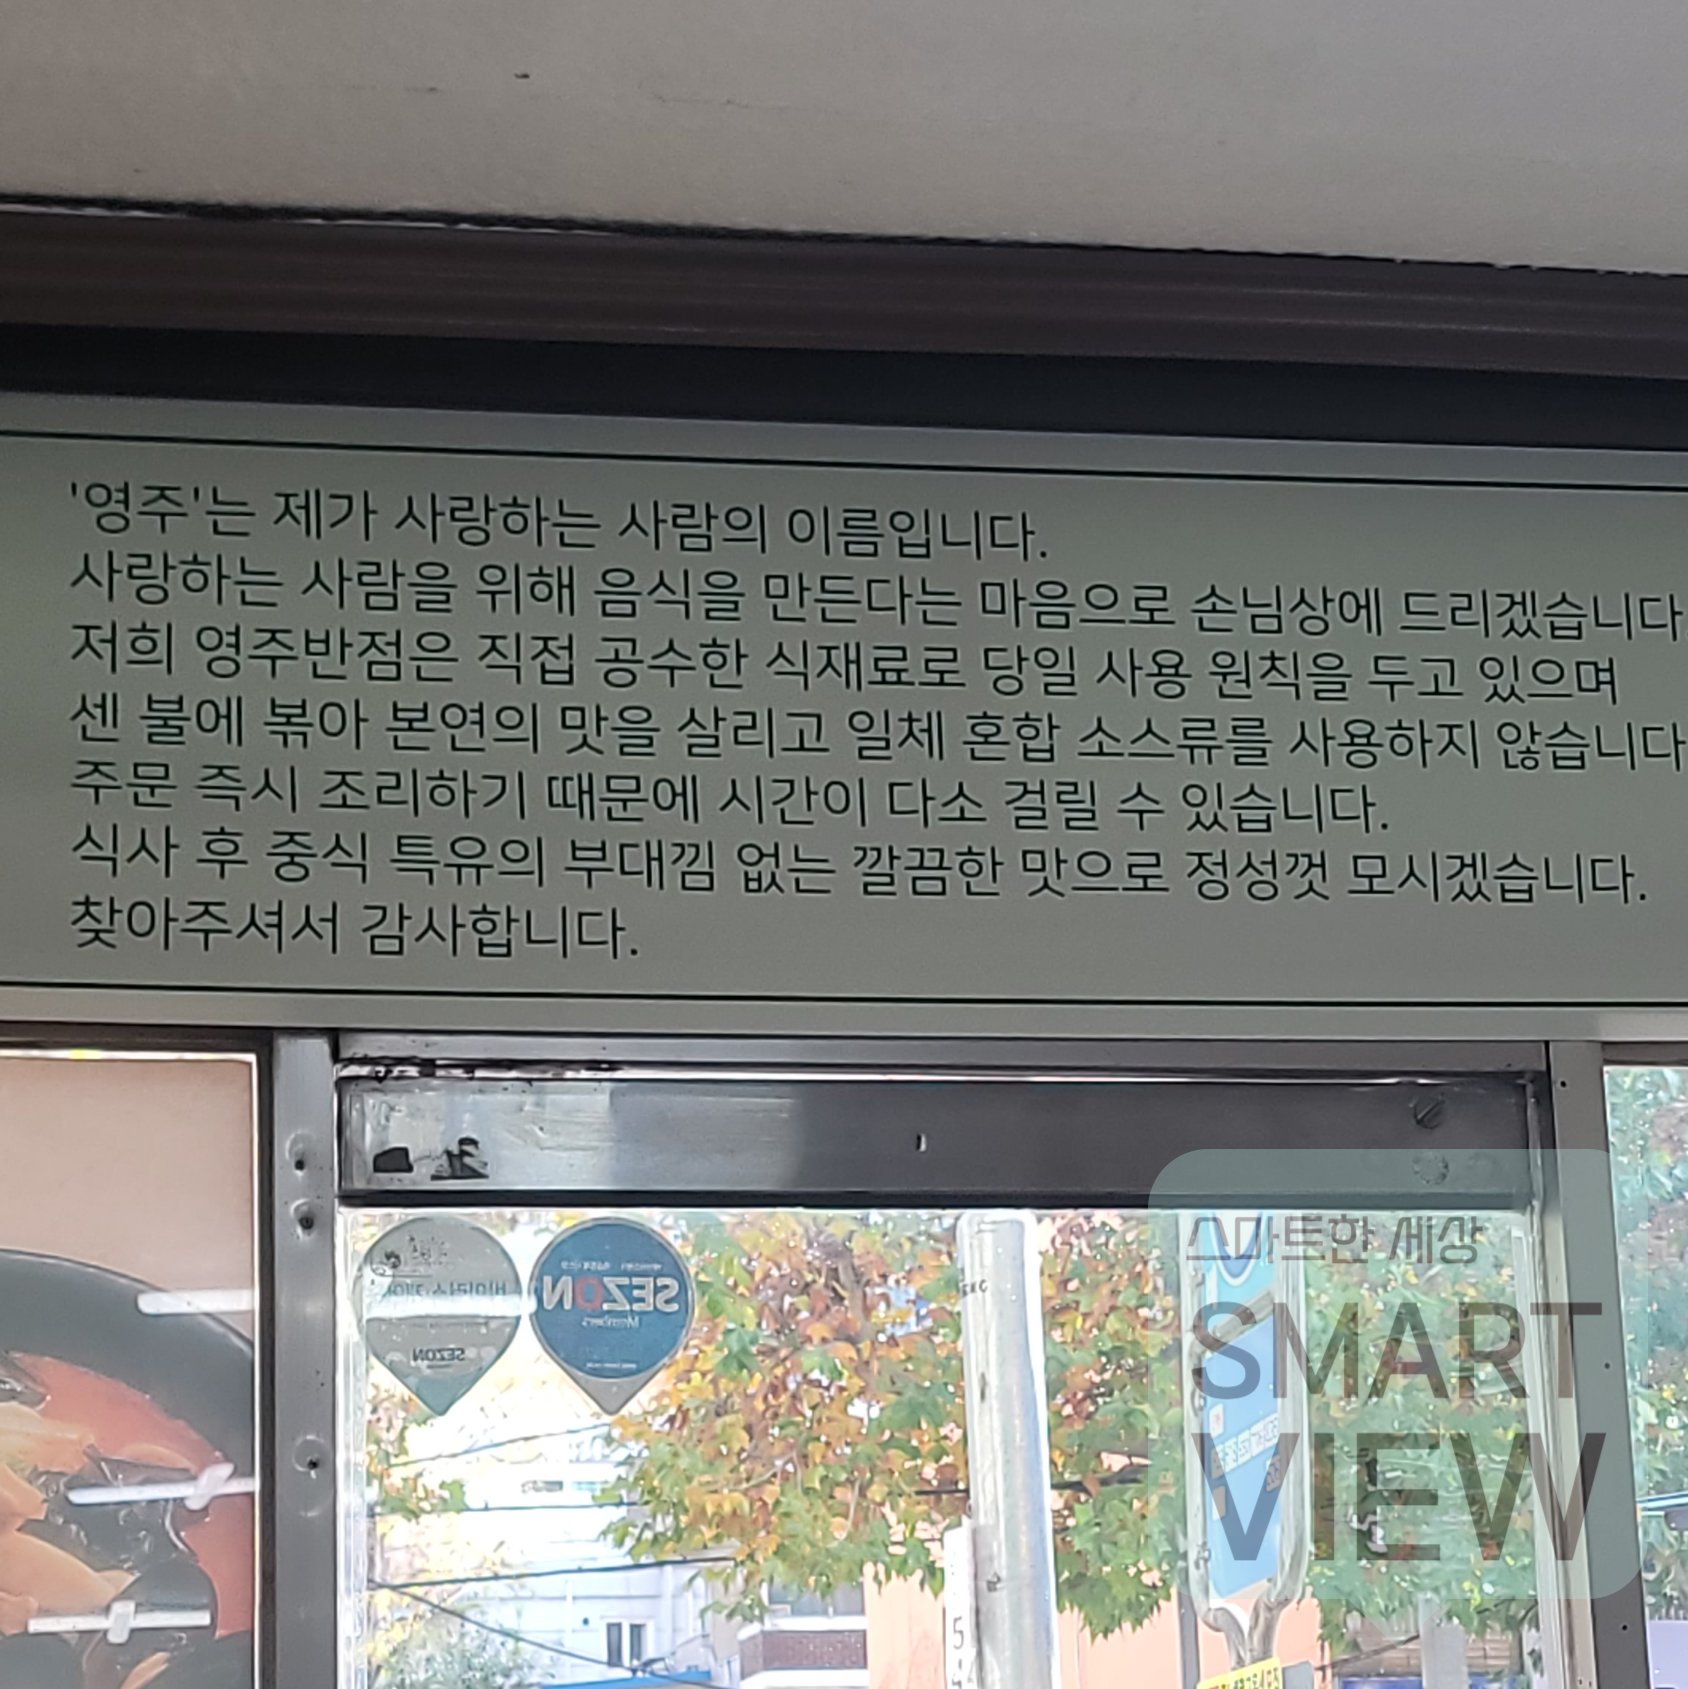 '영주'는 제가 사랑하는 사람의 이름입니다.
사랑하는 사람을 위해 음식을 만든다는 마음으로 손님상에 드리겠습니다
저희 영주반점은 직접 공수한 식재료로 당일 사용 원칙을 두고 있으며
센 불에 볶아 본연의 맛을 살리고 일체 혼합 소스류를 사용하지 않습니다
주문 즉시 조리하기 때문에 시간이 다소 걸릴 수 있습니다.
식사 후 중식 특유의 부대낌 없는 깔끔한 맛으로 정성껏 모시겠습니다.
찾아주셔서 감사합니다.
SEZON
SEZON
Members
스마트한 세상
SMART
VIEW